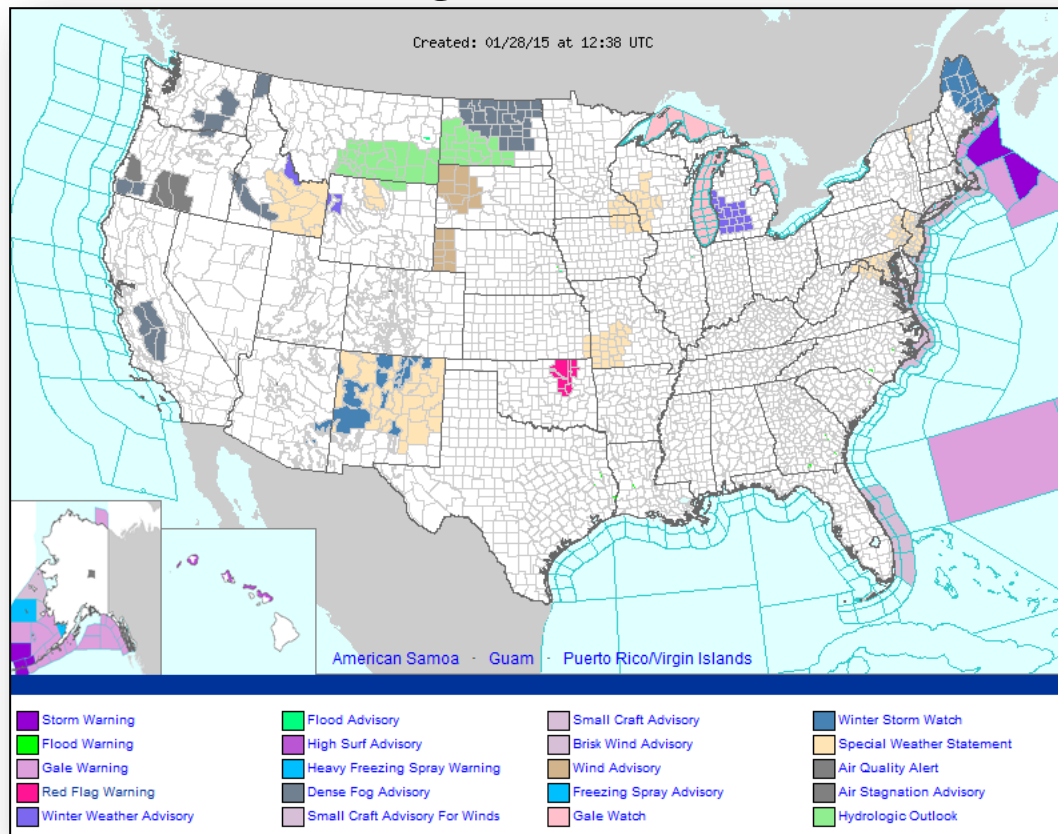 Created: 01/28/15 at 12:38 UTC
American Samoa - Guam - Puerto Rico/Virgin Islands
Storm Warning
Flood Advisory
Small Craft Advisory
Winter Storm Watch
Flood Warning
High Surf Advisory
Brisk Wind Advisory
Special Weather Statement
Gale Warning
Heavy Freezing Spray Warning
Wind Advisory
Air Quality Alert
Red Flag Warning
Dense Fog Advisory
Freezing Spray Advisory
Air Stagnation Advisory
Winter Weather Advisory
Small Craft Advisory For Winds
Gale Watch
Hydrologic Outlook